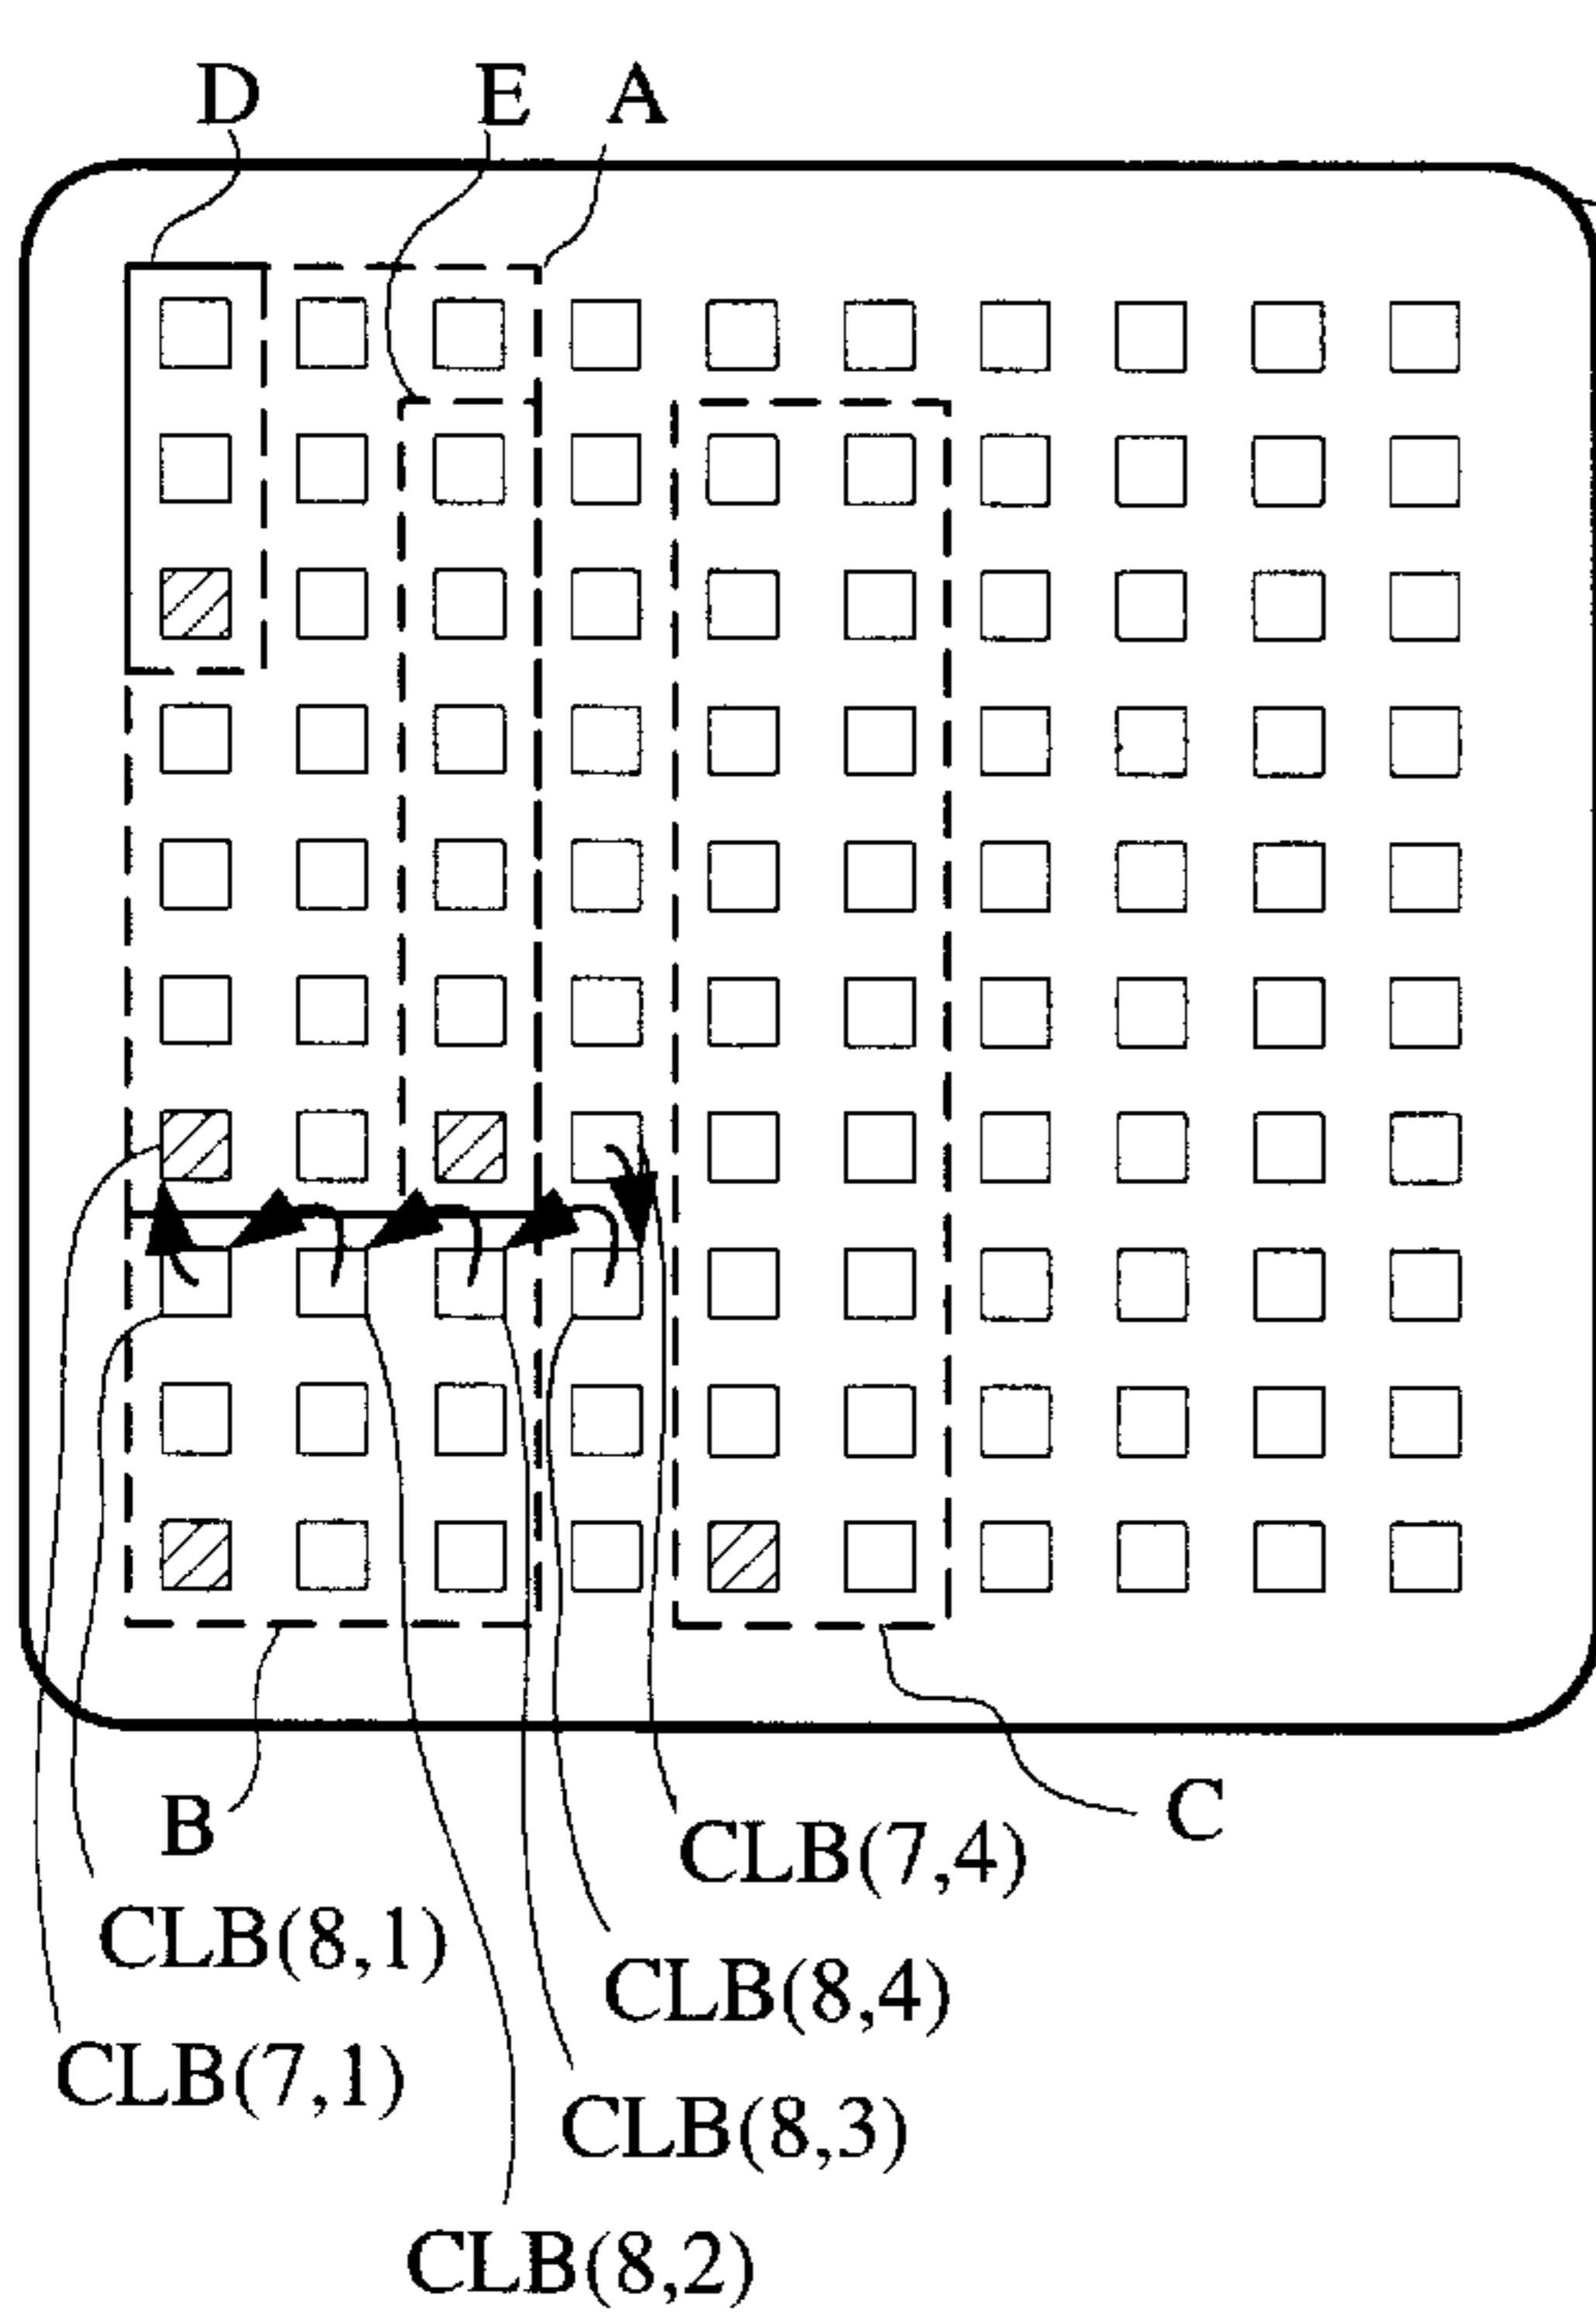 D E A
B
C
CLB(7,4)
CLB(8,1)
CLB(8,4)
CLB(7,1)
CLB(8,3)
CLB(8,2)